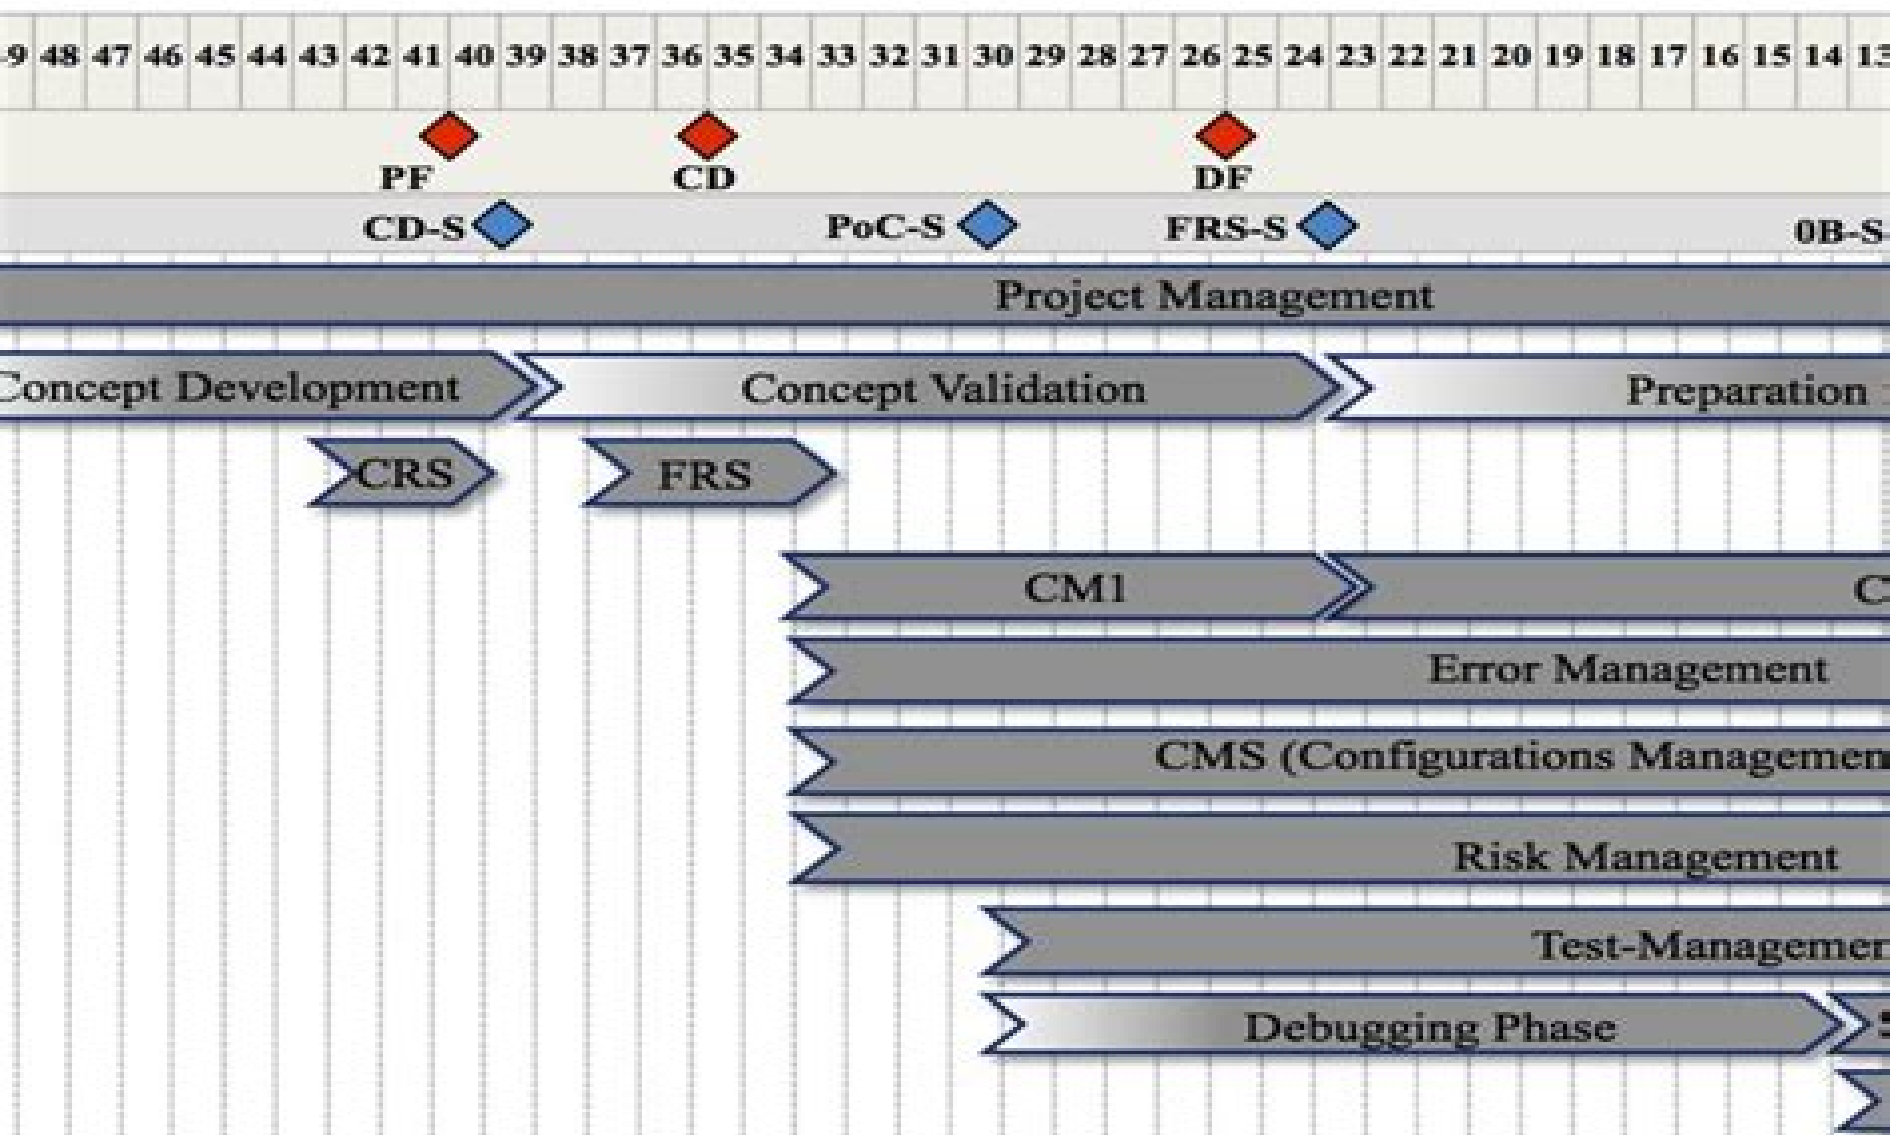 9 48 47 46 45 44 43 42 41 40 39 38 37 36 35 34 33 32 31 30 29 28 27 26 25 24 23 22 21 20 19 18 17 16 15 14 13
PF CD DF
CD-S PoC-S FRS-S 0B-S
Project Management
Concept Development Concept Validation Preparation
CRS FRS
CM1 C
Error Management
CMS (Configurations Managemen
Risk Management
Test-Managemen
Debugging Phase